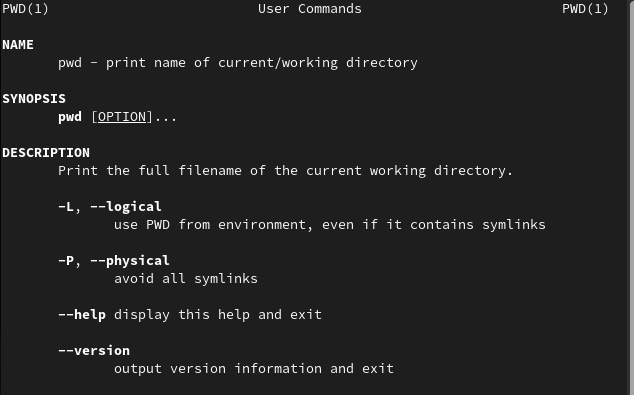 PWD(1) User Commands PWD(1)
NAME
pwd - print name of current/working directory
SYNOPSIS
pwd [OPTION]...
DESCRIPTION
Print the full filename of the current working directory.
-L, --logical
use PWD from environment, even if it contains symlinks
-P, --physical
avoid all symlinks
--help display this help and exit
--version
output version information and exit